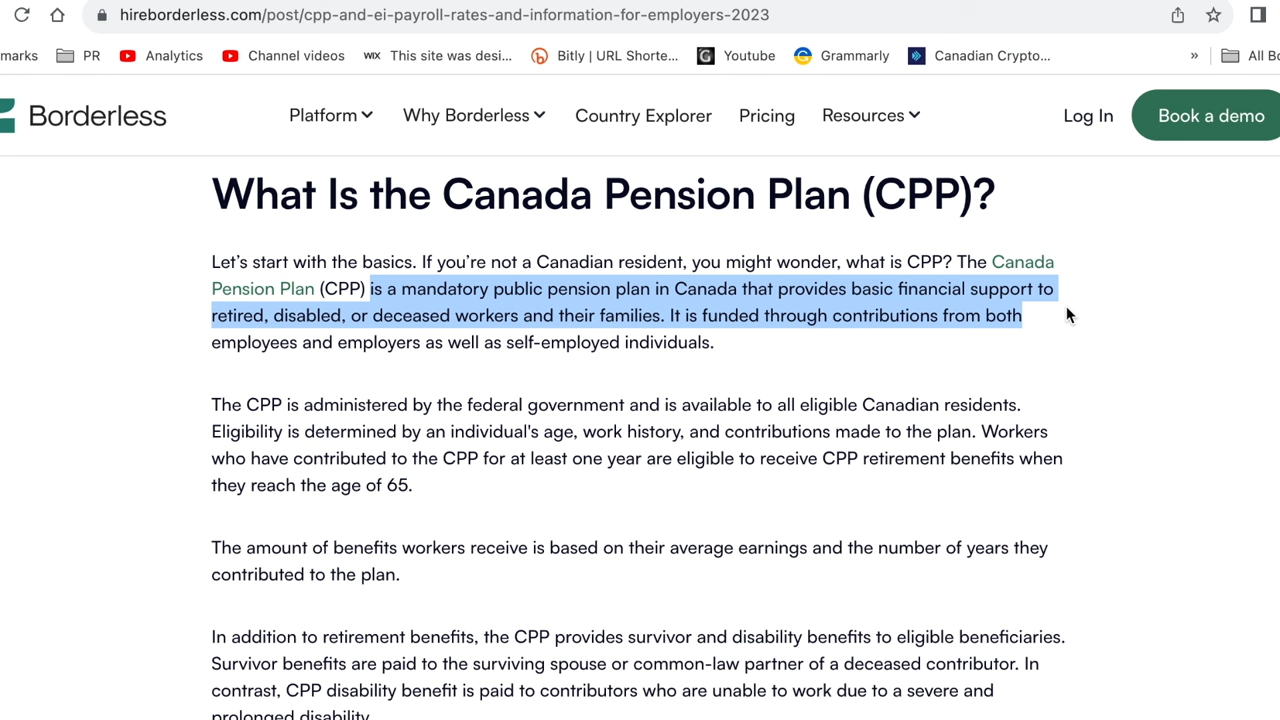 hireborderless.com/post/cpp-and-ei-payroll-rates-and-information-for-employers-2023
marks PR Analytics Channel videos WIX This site was desi... Bitly | URL Shorte... Youtube Grammarly Canadian Crypto... » All Bo
Borderless Platform Why Borderless Country Explorer Pricing Resources Log In Book a demo
What Is the Canada Pension Plan (CPP)?
Let's start with the basics. If you're not a Canadian resident, you might wonder, what is CPP? The Canada
Pension Plan (CPP) is a mandatory public pension plan in Canada that provides basic financial support to
retired, disabled, or deceased workers and their families. It is funded through contributions from both
employees and employers as well as self-employed individuals.
The CPP is administered by the federal government and is available to all eligible Canadian residents.
Eligibility is determined by an individual's age, work history, and contributions made to the plan. Workers
who have contributed to the CPP for at least one year are eligible to receive CPP retirement benefits when
they reach the age of 65.
The amount of benefits workers receive is based on their average earnings and the number of years they
contributed to the plan.
In addition to retirement benefits, the CPP provides survivor and disability benefits to eligible beneficiaries.
Survivor benefits are paid to the surviving spouse or common-law partner of a deceased contributor. In
contrast, CPP disability benefit is paid to contributors who are unable to work due to a severe and
prolonged disability.